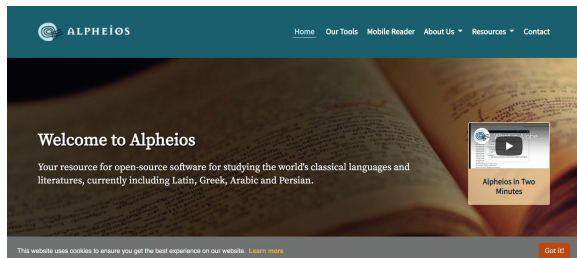 ALPHEIOS
Home Our Tools Mobile Reader About Us Resources Contact
Welcome to Alpheios
Your resource for open-source software for studying the world's classical languages and
literatures, currently including Latin, Greek, Arabic and Persian.
Alpheios in Two
Minutes
This website uses cookies to ensure you get the best experience on our website. Learn more
Got it!